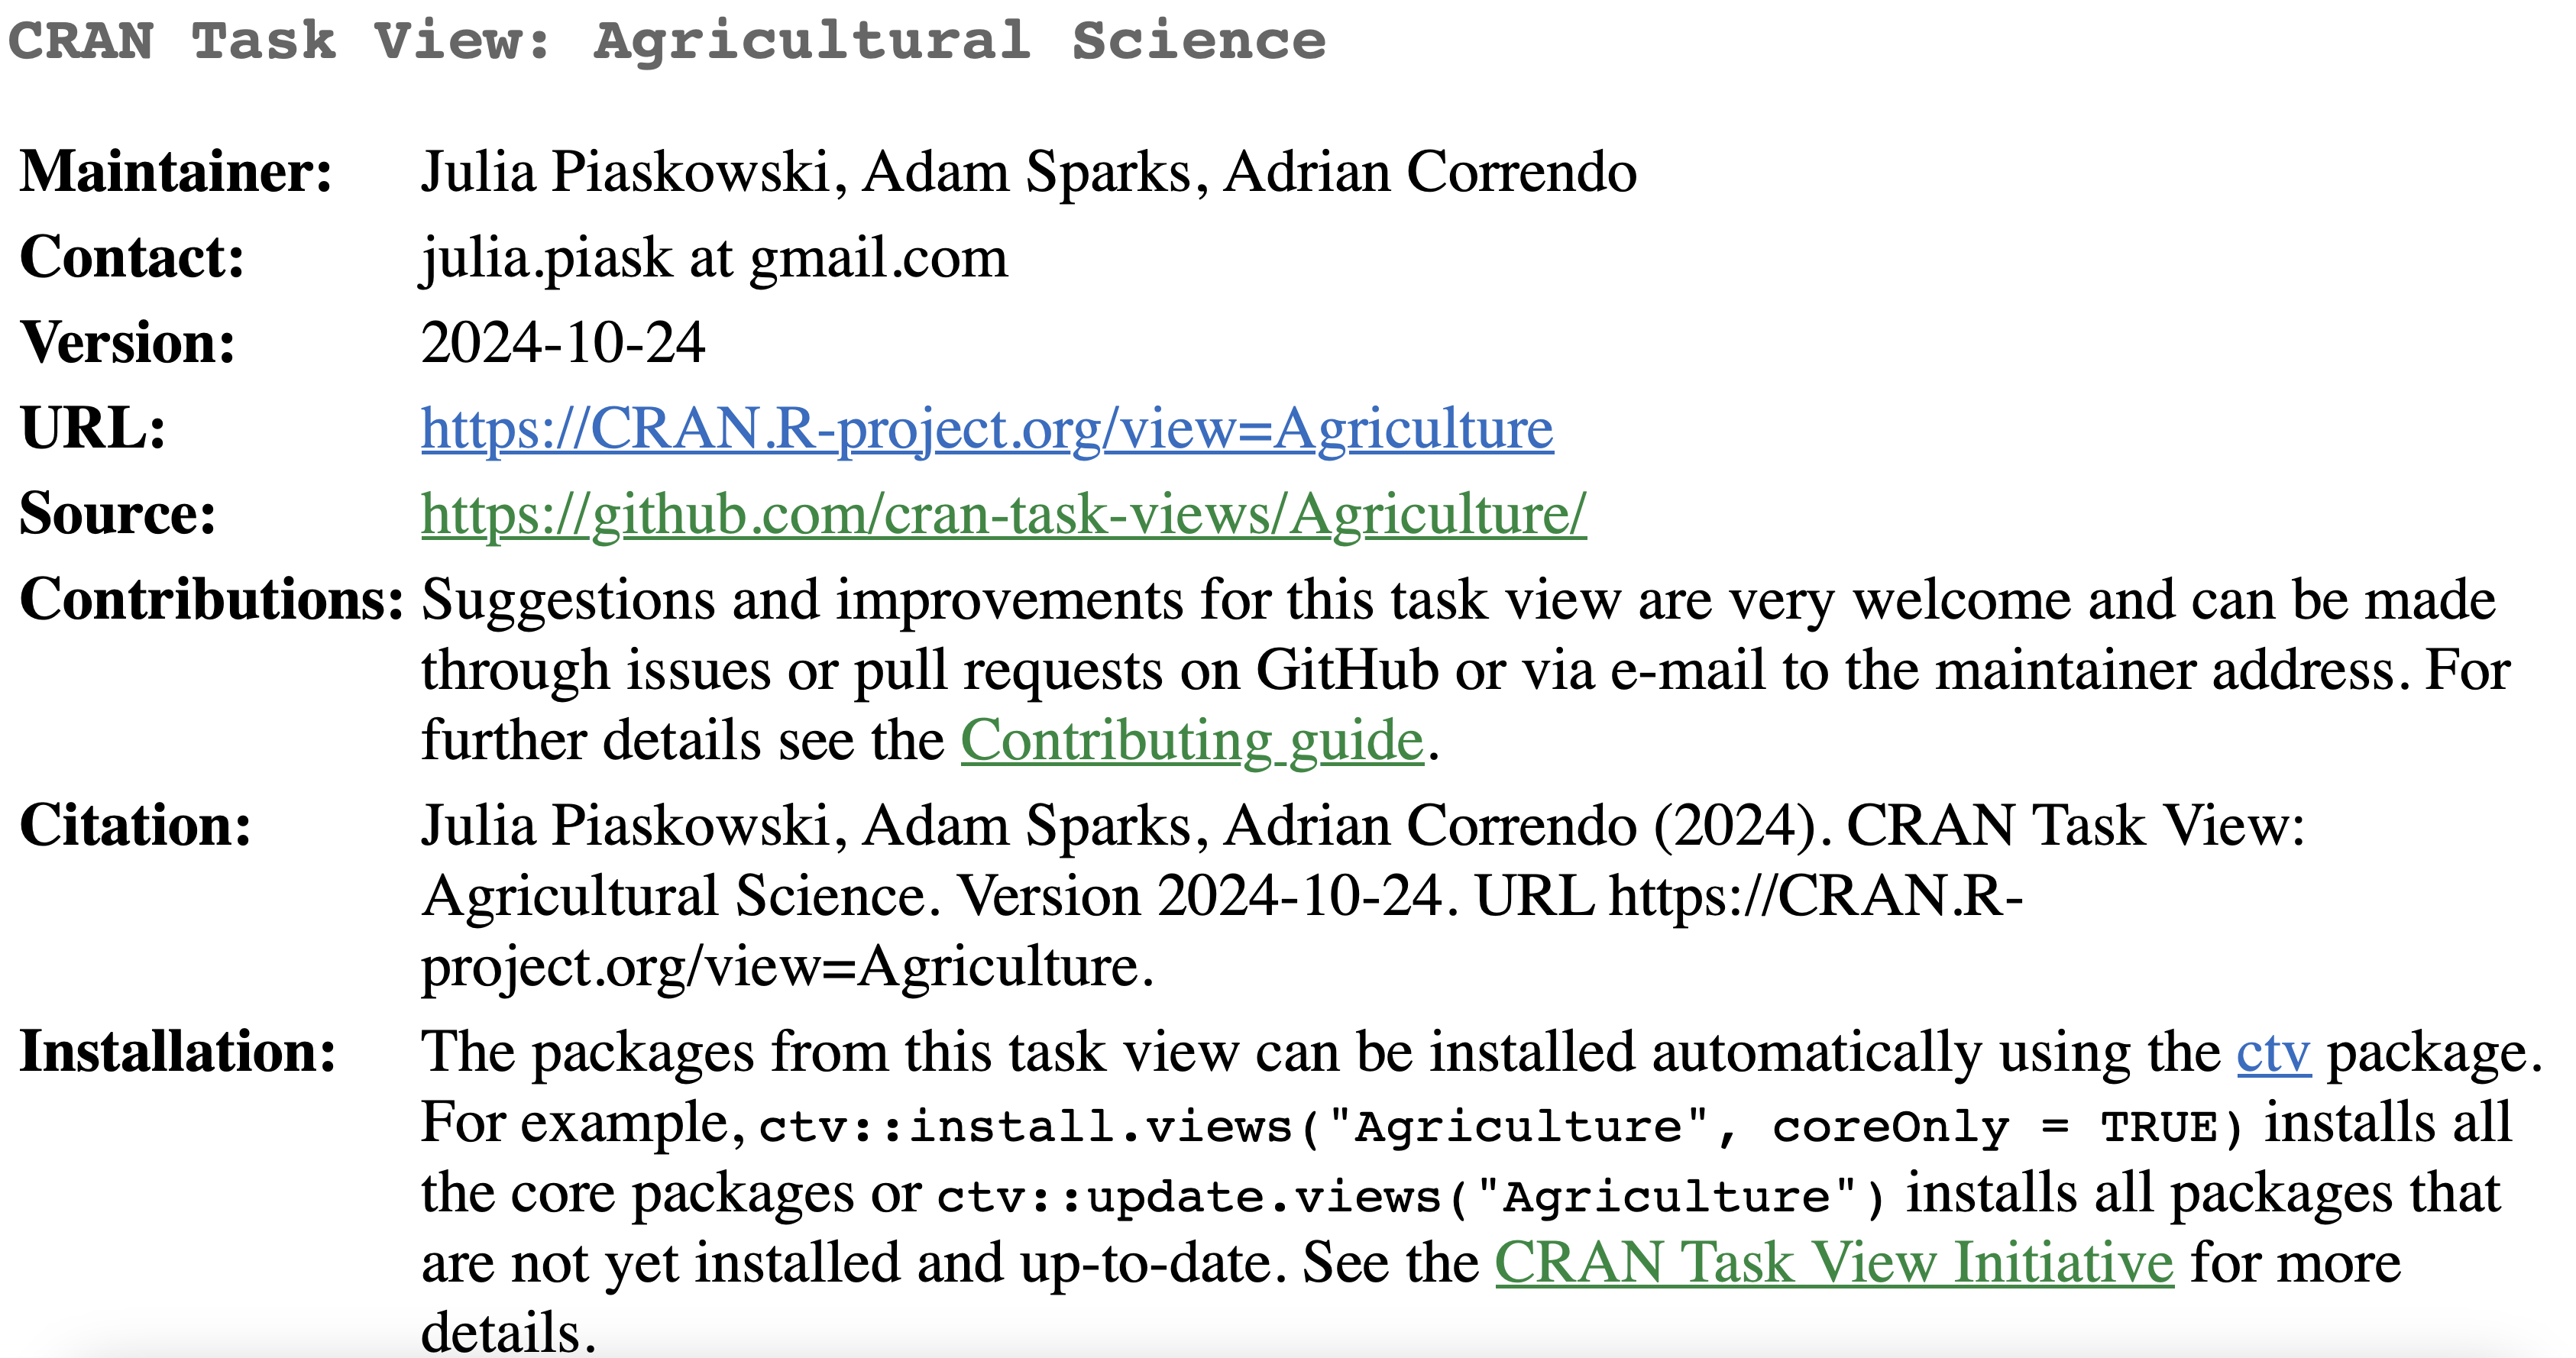 CRAN Task View: Agricultural Science
Maintainer: Julia Piaskowski, Adam Sparks, Adrian Correndo
Contact: julia.piask at gmail.com
Version: 2024-10-24
URL: https://CRAN.R-project.org/view=Agriculture
Source: https://github.com/cran-task-views/Agriculture/
Contributions: Suggestions and improvements for this task view are very welcome and can be made
through issues or pull requests on GitHub or via e-mail to the maintainer address. For
further details see the Contributing guide.
Citation: Julia Piaskowski, Adam Sparks, Adrian Correndo (2024). CRAN Task View:
Agricultural Science. Version 2024-10-24. URL https://CRAN.R-
project.org/view=Agriculture.
Installation: The packages from this task view can be installed automatically using the ctv package.
For example, ctv::install.views("Agriculture", coreOnly = TRUE) installs all
the core packages or ctv::update.views("Agriculture") installs all packages that
are not yet installed and up-to-date. See the CRAN Task View Initiative for more
details.